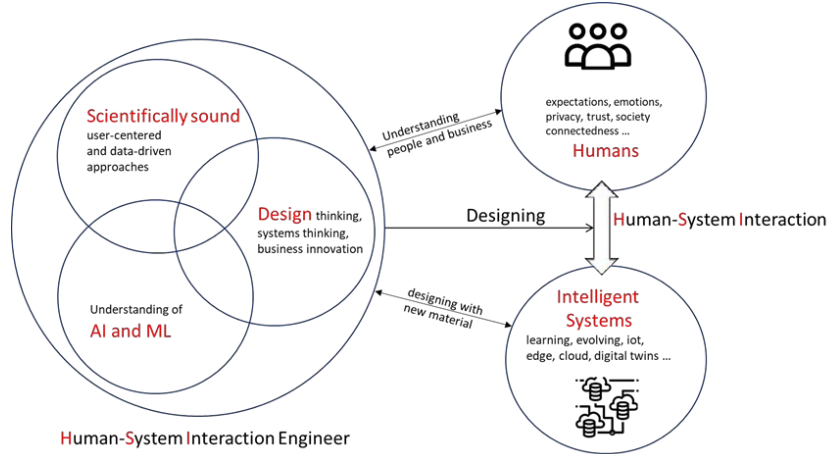 Scientifically sound
user-centered
and data-driven
approaches
Design thinking,
systems thinking,
business innovation
Understanding of
AI and ML
Human-System Interaction Engineer
Understanding
people and business
Designing
designing with
new material
expectations, emotions,
privacy, trust, society
connectedness ...
Humans
Human-System Interaction
Intelligent
Systems
learning, evolving, iot,
edge, cloud, digital twins ...